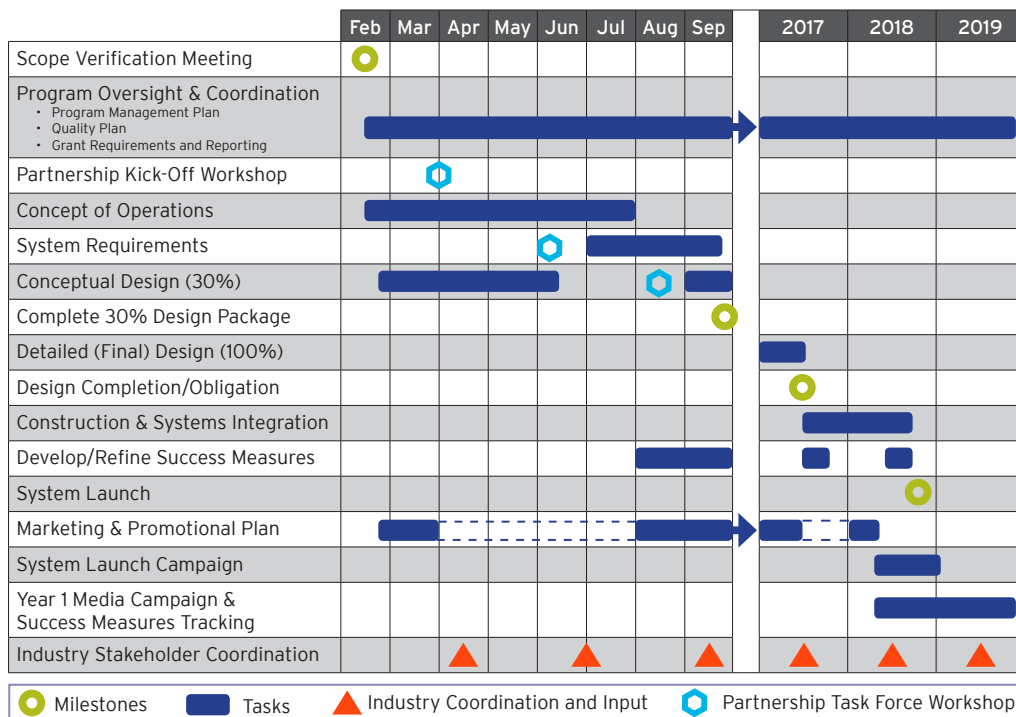 Feb Mar Apr May Jun Jul Aug Sep 2017 2018 2019
Scope Verification Meeting
Program Oversight & Coordination
• Program Management Plan
• Quality Plan
• Grant Requirements and Reporting
Partnership Kick-Off Workshop
Concept of Operations
System Requirements
Conceptual Design (30%)
Complete 30% Design Package
Detailed (Final) Design (100%)
Design Completion/Obligation
Construction & Systems Integration
Develop/Refine Success Measures
System Launch
Marketing & Promotional Plan
System Launch Campaign
Year 1 Media Campaign &
Success Measures Tracking
Industry Stakeholder Coordination
Milestones Tasks Industry Coordination and Input Partnership Task Force Workshop